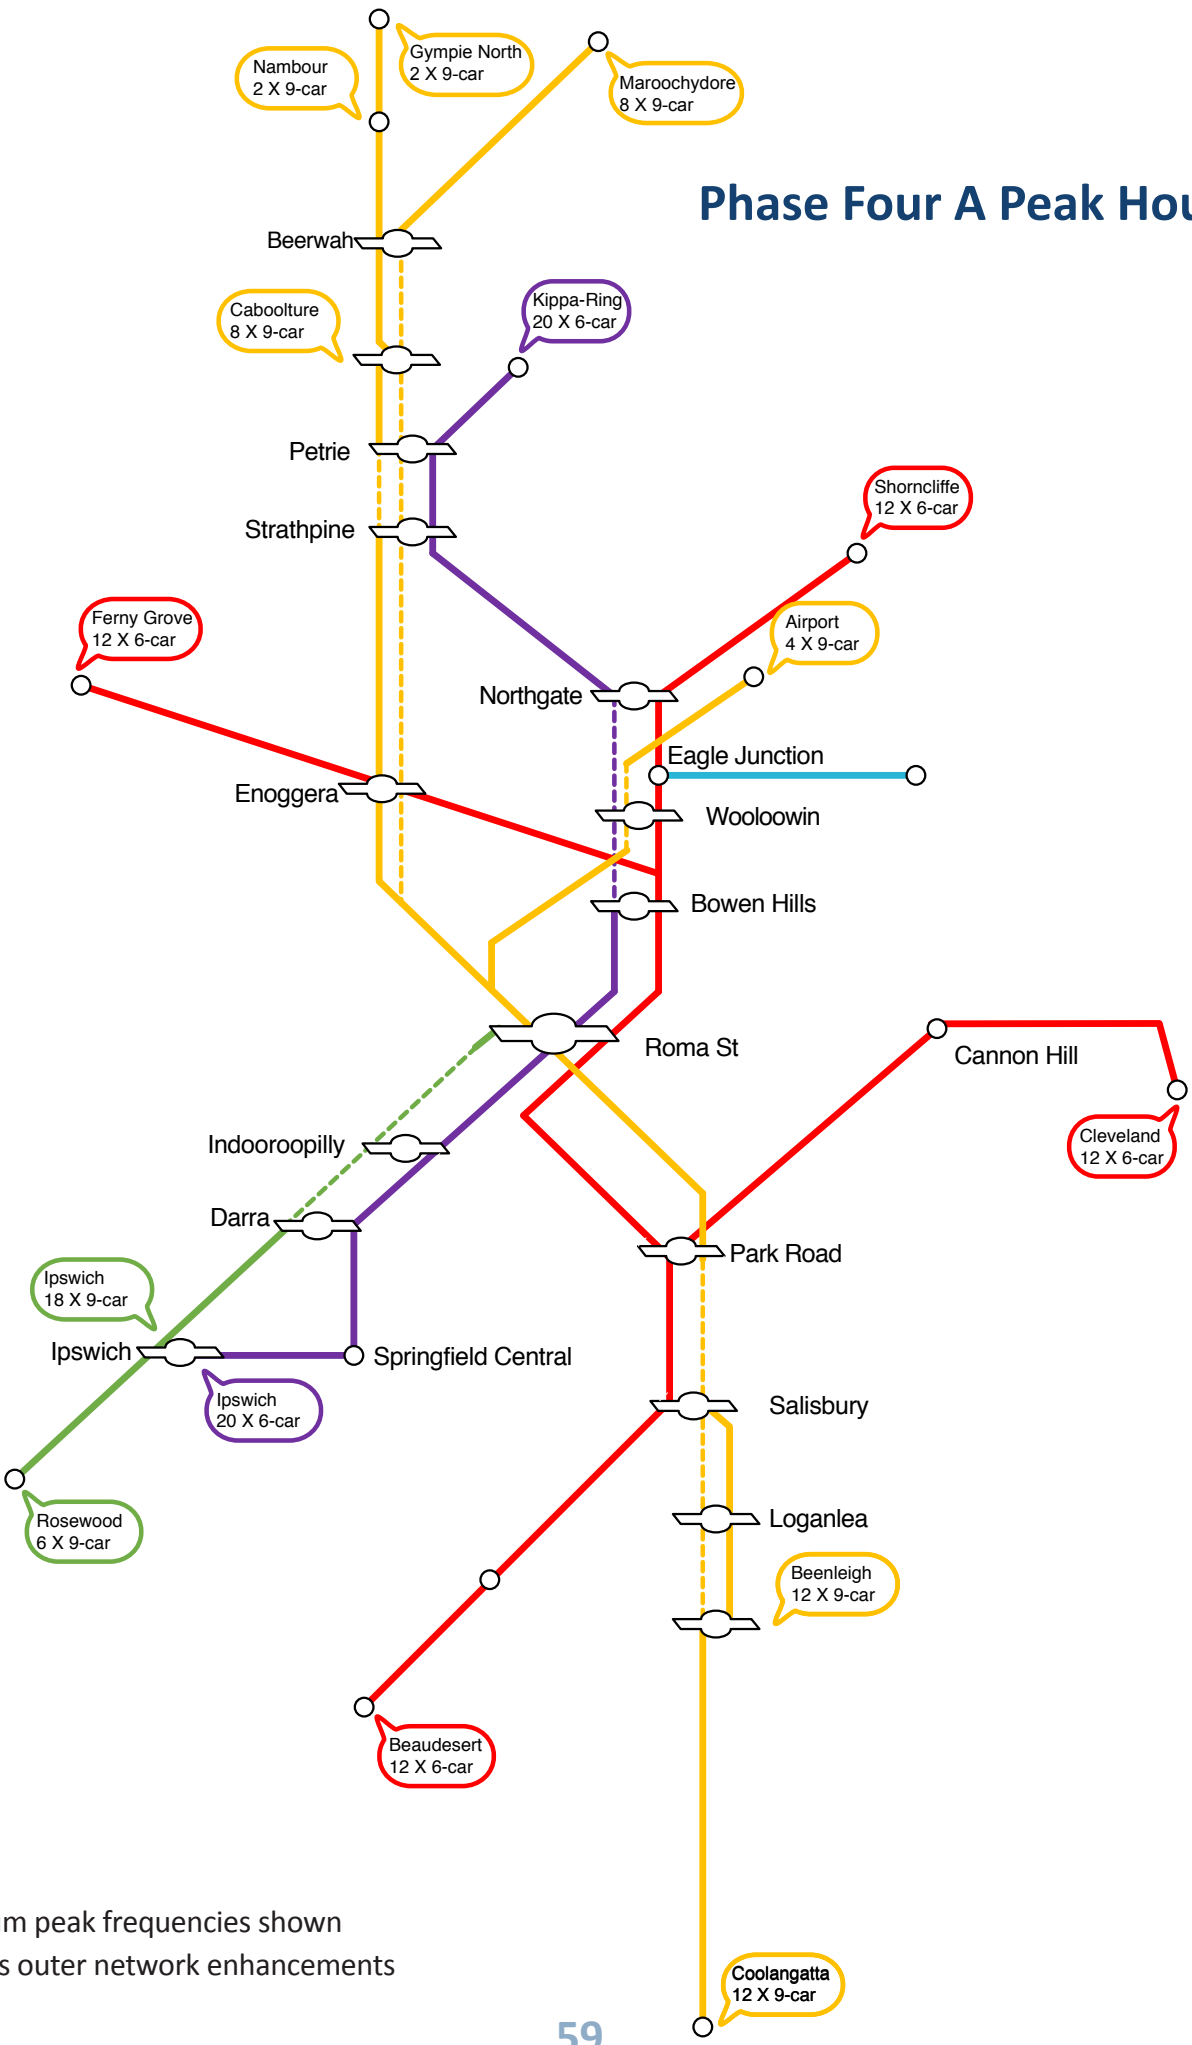 Gympie North
2 X 9-car
Nambour
2 X 9-car
Maroochydore
8 X 9-car
Phase Four A Peak Hou
Beerwah
Kippa-Ring
20 X 6-car
Caboolture
8 X 9-car
Petrie
Shorncliffe
12 X 6-car
Strathpine
Ferny Grove
12 X 6-car
Airport
4 X 9-car
Northgate
Eagle Junction
Enoggera
Wooloowin
Bowen Hills
Roma St
Cannon Hill
Cleveland
12 X 6-car
Indooroopilly
Darra
Park Road
Ipswich
18 X 9-car
Ipswich
Springfield Central
Ipswich
20 X 6-car
Salisbury
Rosewood
6 X 9-car
Loganlea
Beenleigh
12 X 9-car
Beaudesert
12 X 6-car
m peak frequencies shown
s outer network enhancements
Coolangatta
12 X 9-car
59